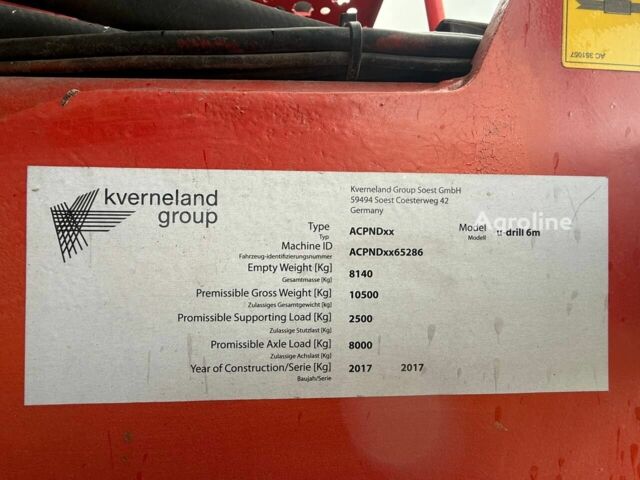 AC 351067
kverneland
group
Kverneland Group Soest GmbH
59494 Soest Coesterweg 42
Germany
Type ACPNDxx Model u-drill 6m
Typ Modell
Agroline
Machine ID ACPNDxx65286
Fahrzeug-identifizierungsnummer
Empty Weight [Kg] 8140
Gesamtmasse [Kg]
Premissible Gross Weight [Kg] 10500
Zulassiges Gesamtgewicht [kg]
Promissible Supporting Load [Kg] 2500
Zulassige Stutzlast [Kg]
Promissible Axle Load [Kg] 8000
Zulassige Achslast [Kg]
Year of Construction/Serie [Kg] 2017 2017
Baujah/Serie